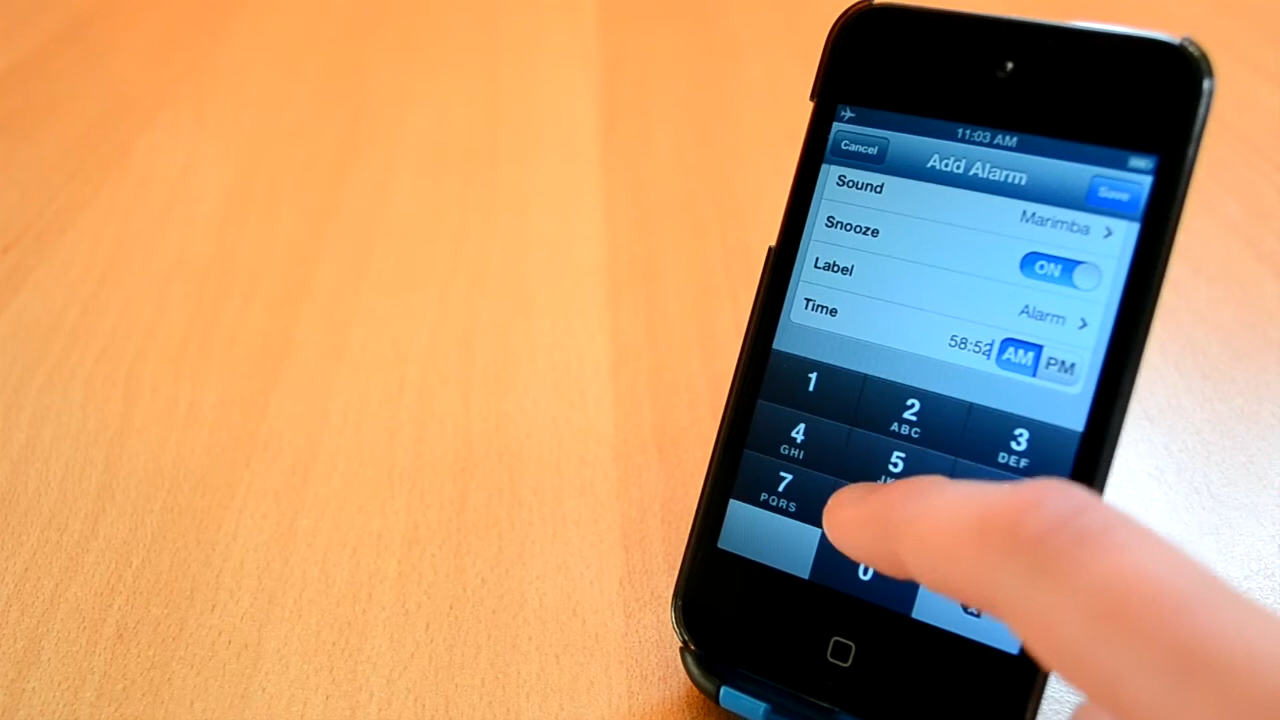 11:03 AM
Cancel
Add Alarm
Save
Sound
Marimba
Snooze
ON
Label
Alarm
Time
58:52
AM PM
1
2
ABC
3
DEF
4
GHI
5
7
PQRS
0